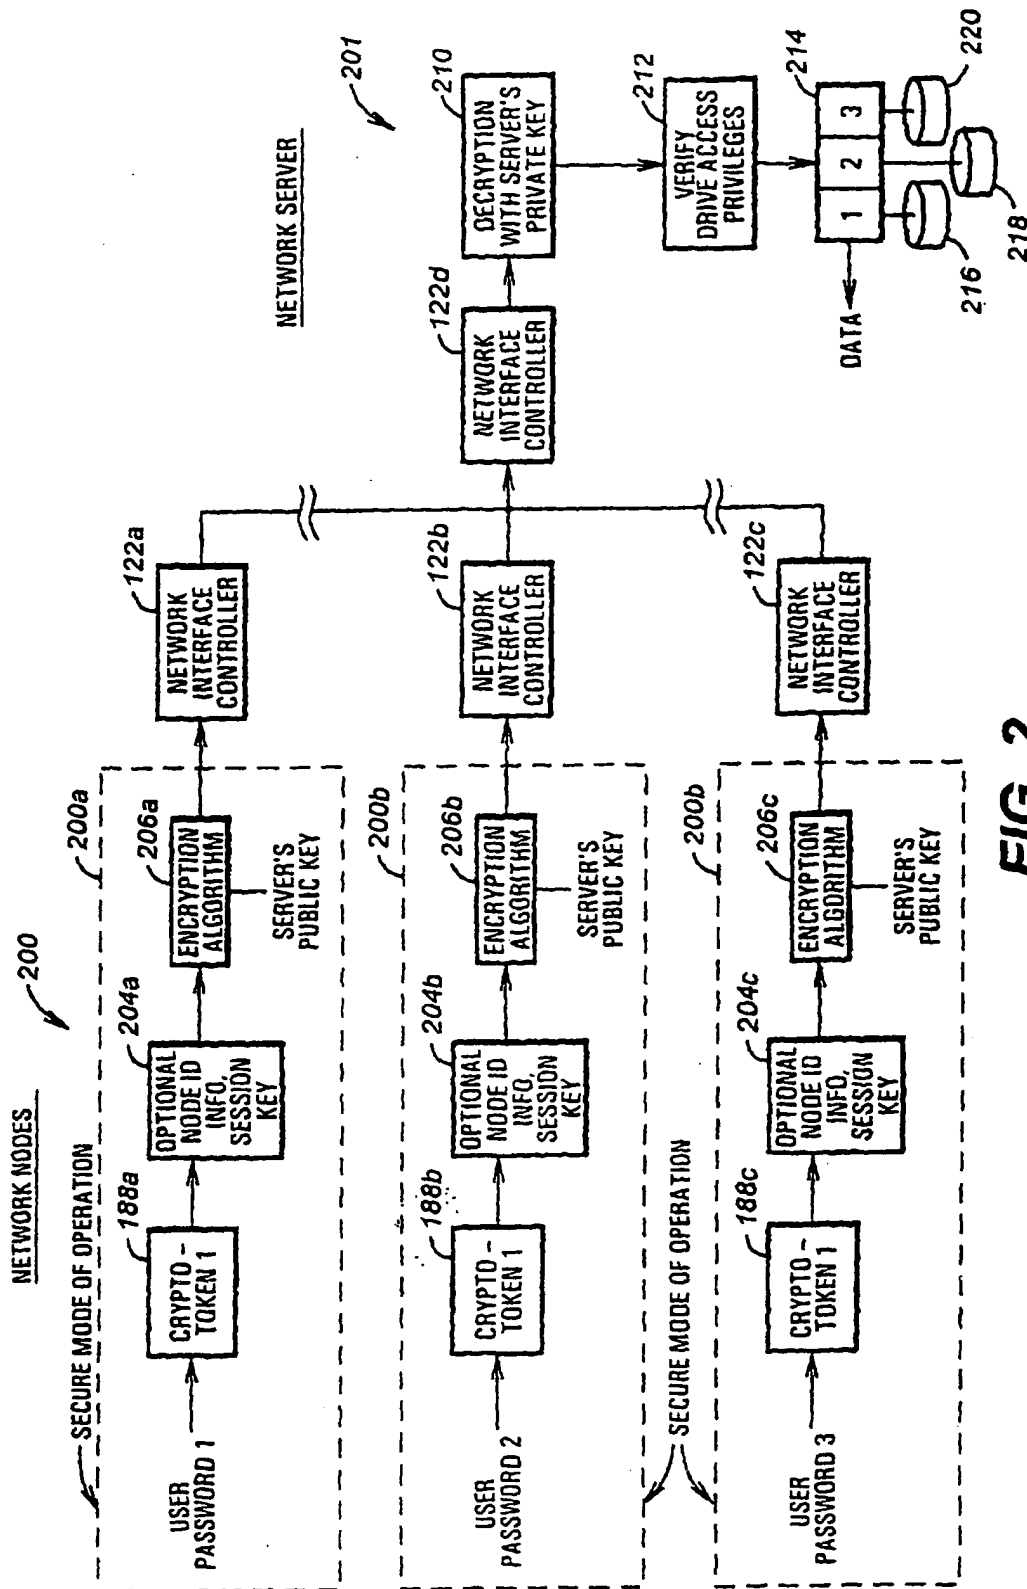 NETWORK NODES
200
SECURE MODE OF OPERATION
200a
USER
PASSWORD 1
188a
CRYPTO –
TOKEN 1
204a
OPTIONAL
NODE ID
INFO,
SESSION
KEY
206a
ENCRYPTION
ALGORITHM
SERVER'S
PUBLIC KEY
122a
NETWORK
INTERFACE
CONTROLLER
200b
USER
PASSWORD 2
188b
CRYPTO –
TOKEN 1
204b
OPTIONAL
NODE ID
INFO,
SESSION
KEY
206b
ENCRYPTION
ALGORITHM
SERVER'S
PUBLIC KEY
122b
NETWORK
INTERFACE
CONTROLLER
SECURE MODE OF OPERATION
200b
USER
PASSWORD 3
188c
CRYPTO –
TOKEN 1
204c
OPTIONAL
NODE ID
INFO,
SESSION
KEY
206c
ENCRYPTION
ALGORITHM
SERVER'S
PUBLIC KEY
122c
NETWORK
INTERFACE
CONTROLLER
NETWORK SERVER
201
122d
NETWORK
INTERFACE
CONTROLLER
210
DECRYPTION
WITH SERVER'S
PRIVATE KEY
212
VERIFY
DRIVE ACCESS
PRIVILEGES
214
1 2 3
DATA
216
218
220
FIG. 2